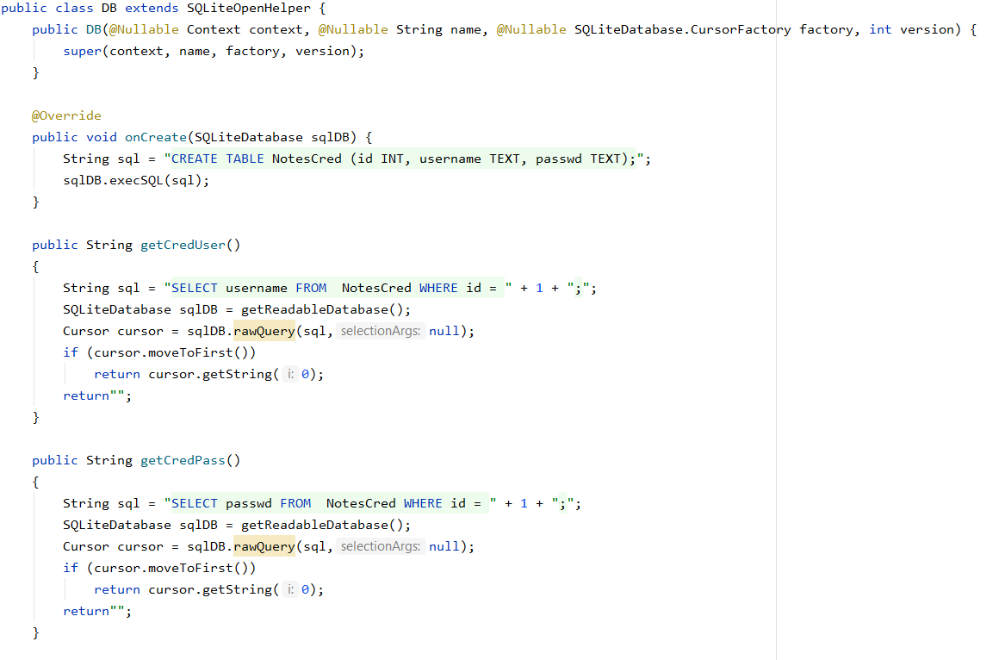 public class DB extends SQLiteOpenHelper {
    public DB(@Nullable Context context, @Nullable String name, @Nullable SQLiteDatabase.CursorFactory factory, int version) {
        super(context, name, factory, version);
    }

    @Override
    public void onCreate(SQLiteDatabase sqlDB) {
        String sql = "CREATE TABLE NotesCred (id INT, username TEXT, passwd TEXT);";
        sqlDB.execSQL(sql);
    }

    public String getCredUser()
    {
        String sql = "SELECT username FROM  NotesCred WHERE id = " + 1 + ";";
        SQLiteDatabase sqlDB = getReadableDatabase();
        Cursor cursor = sqlDB.rawQuery(sql, selectionArgs: null);
        if (cursor.moveToFirst())
            return cursor.getString( i: 0);
        return"";
    }

    public String getCredPass()
    {
        String sql = "SELECT passwd FROM  NotesCred WHERE id = " + 1 + ";";
        SQLiteDatabase sqlDB = getReadableDatabase();
        Cursor cursor = sqlDB.rawQuery(sql, selectionArgs: null);
        if (cursor.moveToFirst())
            return cursor.getString( i: 0);
        return"";
    }